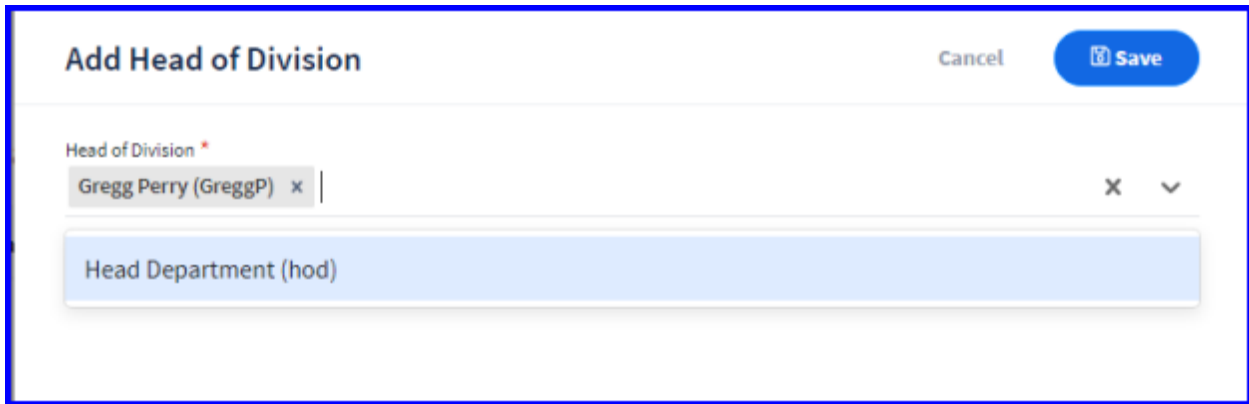 Add Head of Division
Cancel
Save
Head of Division *
Gregg Perry (GreggP) x
Head Department (hod)